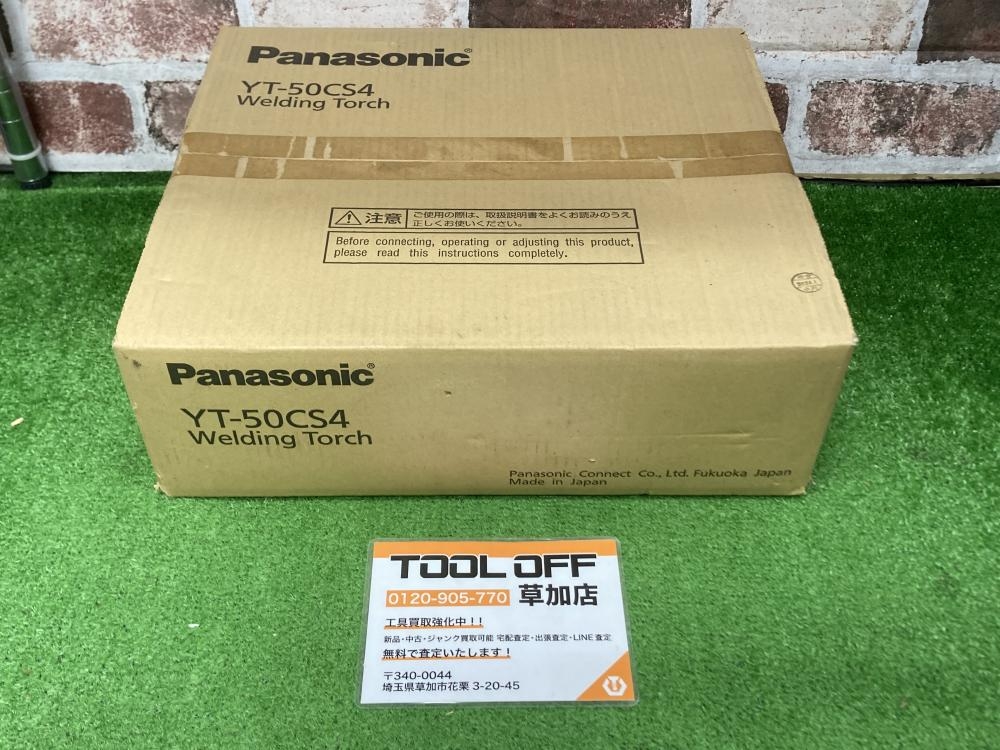 Panasonic®
YT-50CS4
Welding Torch
注意
ご使用の際は、取扱説明書をよくお読みのうえ
正しくお使いください。
Before connecting, operating or adjusting this product,
please read this instructions completely.
Panasonic®
YT-50CS4
Welding Torch
Panasonic Connect Co., Ltd. Fukuoka Japan
Made in Japan
TOOL OFF
0120-905-770 草加店
工具買取強化中!!
新品・中古・ジャンク買取可能 宅配査定・出張査定・LINE査定
無料で査定いたします!
〒340-0044
埼玉県草加市花栗 3-20-45